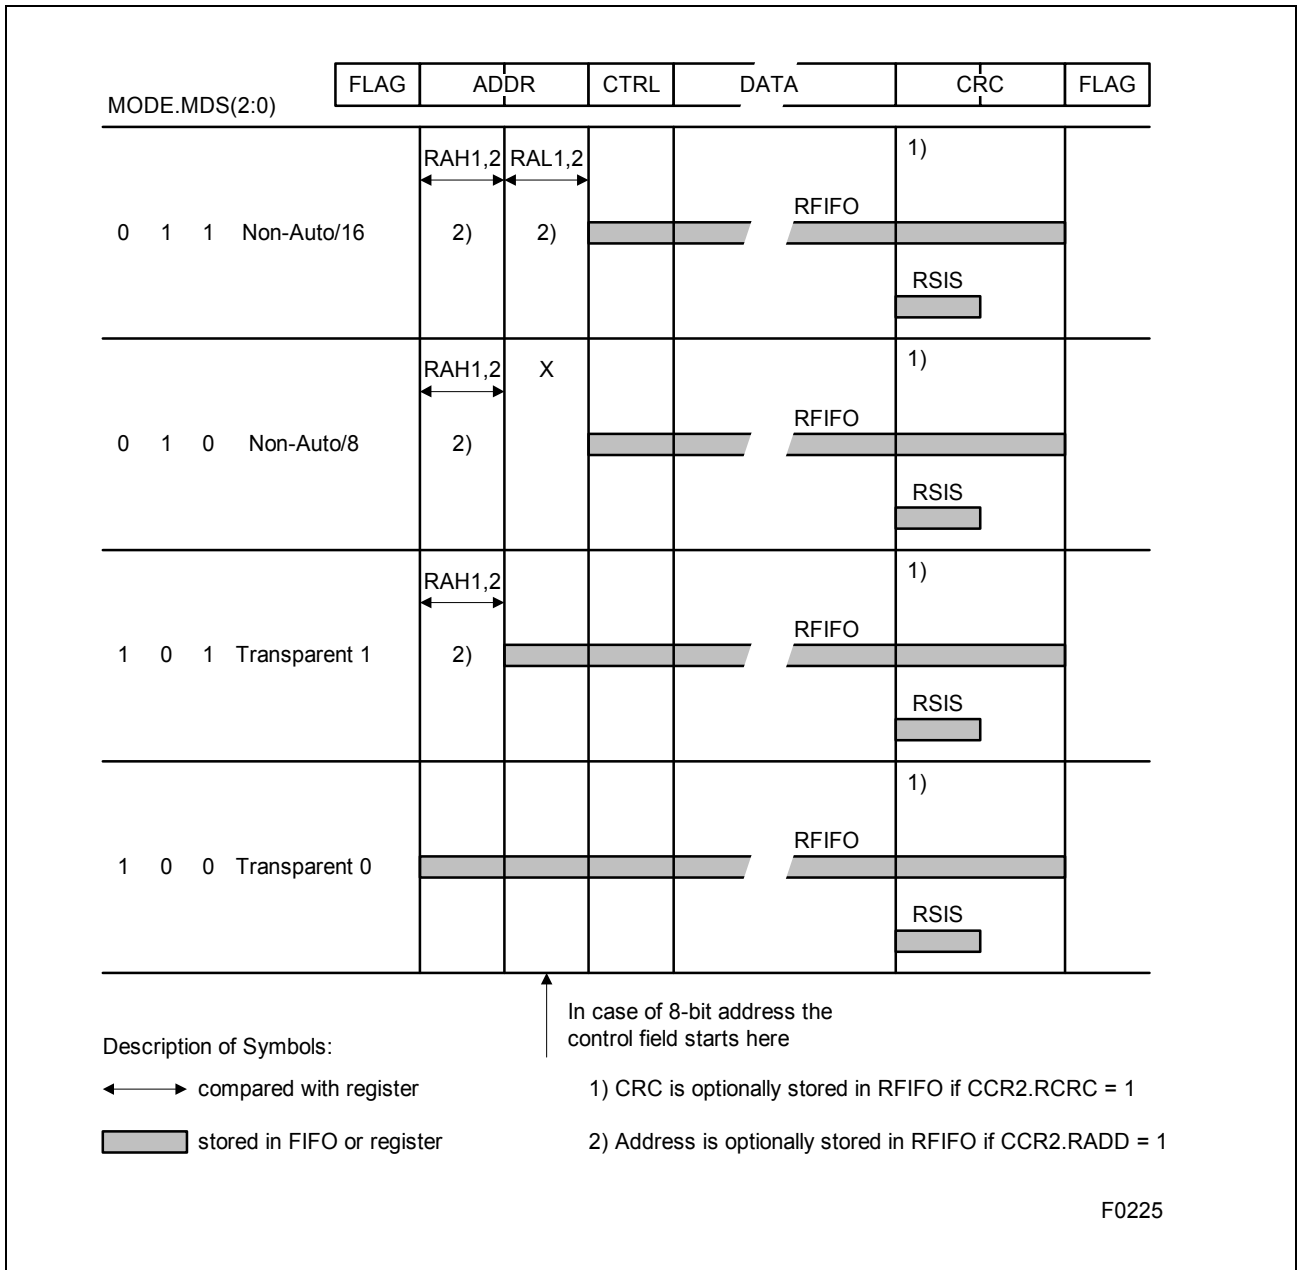 FLAG ADDR CTRL DATA CRC FLAG
MODE.MDS(2:0)
RAH1,2 RAL1,2 1)
RFIFO
0 1 1 Non-Auto/16 2) 2)
RSIS
RAH1,2 X 1)
RFIFO
0 1 0 Non-Auto/8 2)
RSIS
RAH1,2 1)
RFIFO
1 0 1 Transparent 1 2)
RSIS
1)
RFIFO
1 0 0 Transparent 0
RSIS
In case of 8-bit address the
control field starts here
Description of Symbols:
compared with register
1) CRC is optionally stored in RFIFO if CCR2.RCRC = 1
stored in FIFO or register
2) Address is optionally stored in RFIFO if CCR2.RADD = 1
F0225